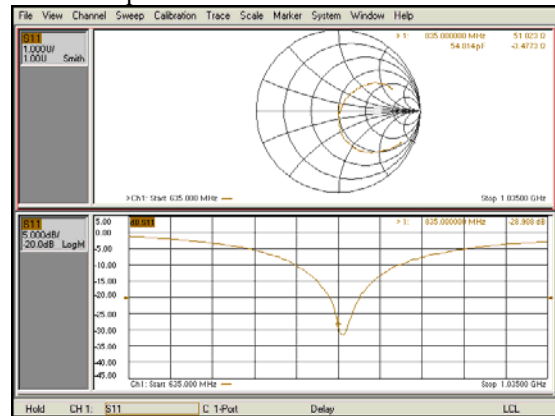 File View Channel Sweep Calibration Trace Scale Marker System Window Help
S11
1.000U/
1.00U Smith
> 1: 835.000000 MHz 51.023 Ω
54.814 pF -3.4773 Ω
>Ch1: Start 635.000 MHz
Stop 1.03500 GHz
S11
5.000dB/
-20.0dB LogM
5.00 dB S11
> 1: 835.000000 MHz -28.908 dB
0.00
-5.00
-10.00
-15.00
-20.00
-25.00
-30.00
-35.00
-40.00
-45.00
Ch1: Start 635.000 MHz
Stop 1.03500 GHz
Hold CH 1: S11 C 1-Port Delay LCL